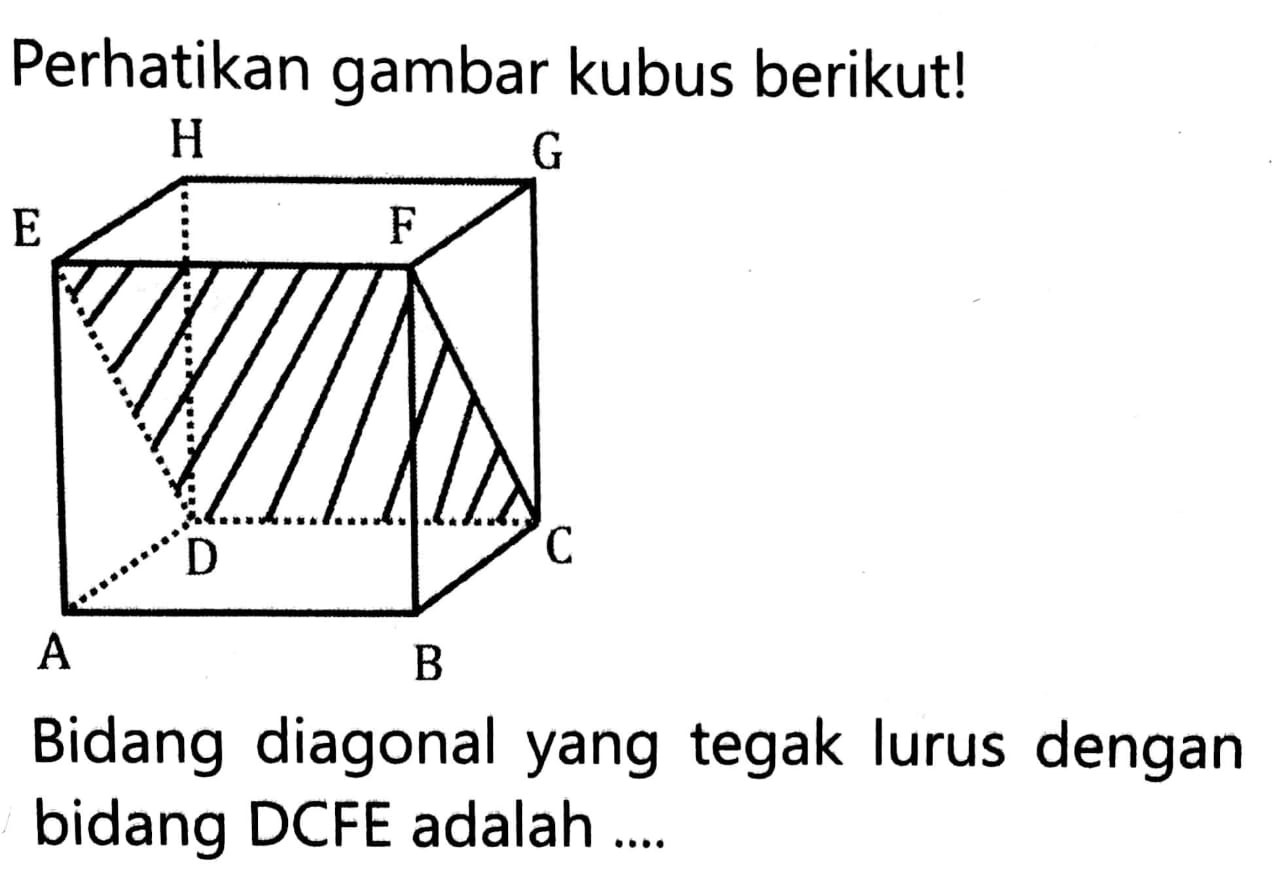 Perhatikan gambar kubus berikut!
H
G
E
F
D
C
A
B
Bidang diagonal yang tegak lurus dengan
bidang DCFE adalah ....